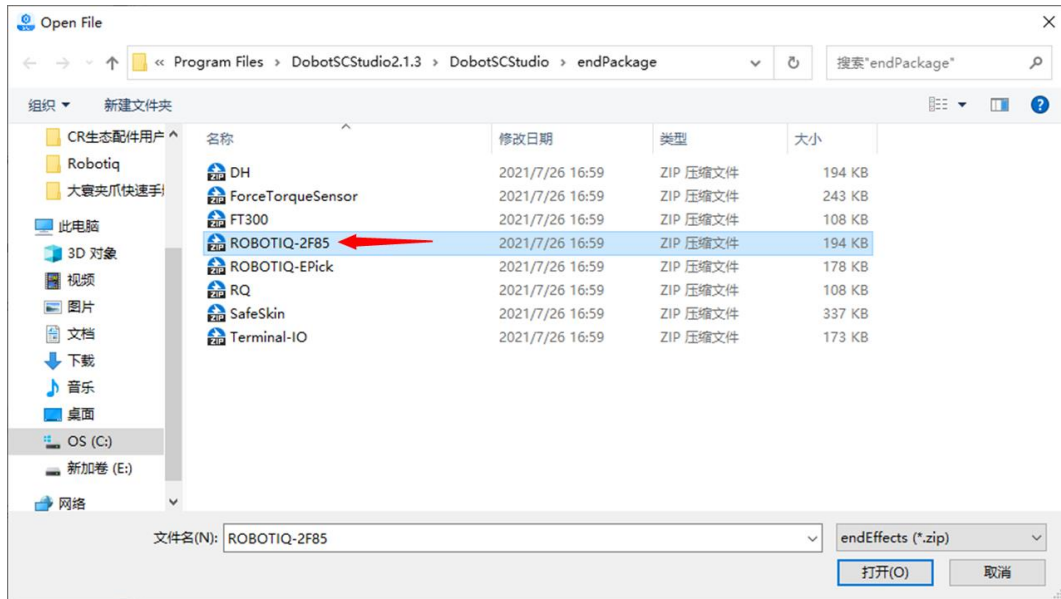 Open File
« Program Files › DobotSCStudio2.1.3 › DobotSCStudio › endPackage
搜索"endPackage"
组织
新建文件夹
CR生态配件用户
Robotiq
大寰夹爪快速手
此电脑
3D 对象
视频
图片
文档
下载
音乐
桌面
OS (C:)
新加卷 (E:)
网络
名称 修改日期 类型 大小
DH 2021/7/26 16:59 ZIP 压缩文件 194 KB
ForceTorqueSensor 2021/7/26 16:59 ZIP 压缩文件 243 KB
FT300 2021/7/26 16:59 ZIP 压缩文件 108 KB
ROBOTIQ-2F85 2021/7/26 16:59 ZIP 压缩文件 194 KB
ROBOTIQ-EPick 2021/7/26 16:59 ZIP 压缩文件 178 KB
RQ 2021/7/26 16:59 ZIP 压缩文件 108 KB
SafeSkin 2021/7/26 16:59 ZIP 压缩文件 337 KB
Terminal-IO 2021/7/26 16:59 ZIP 压缩文件 173 KB
文件名(N): ROBOTIQ-2F85
endEffects (*.zip)
打开(O)
取消